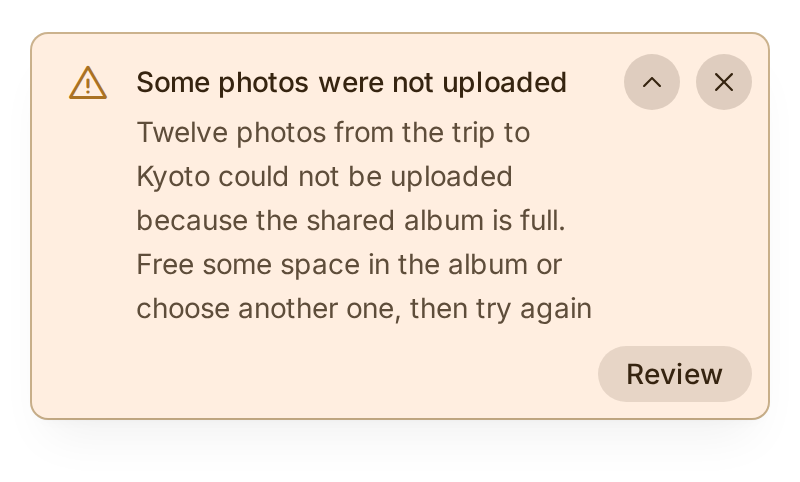 Some photos were not uploaded
Twelve photos from the trip to
Kyoto could not be uploaded
because the shared album is full.
Free some space in the album or
choose another one, then try again
Review